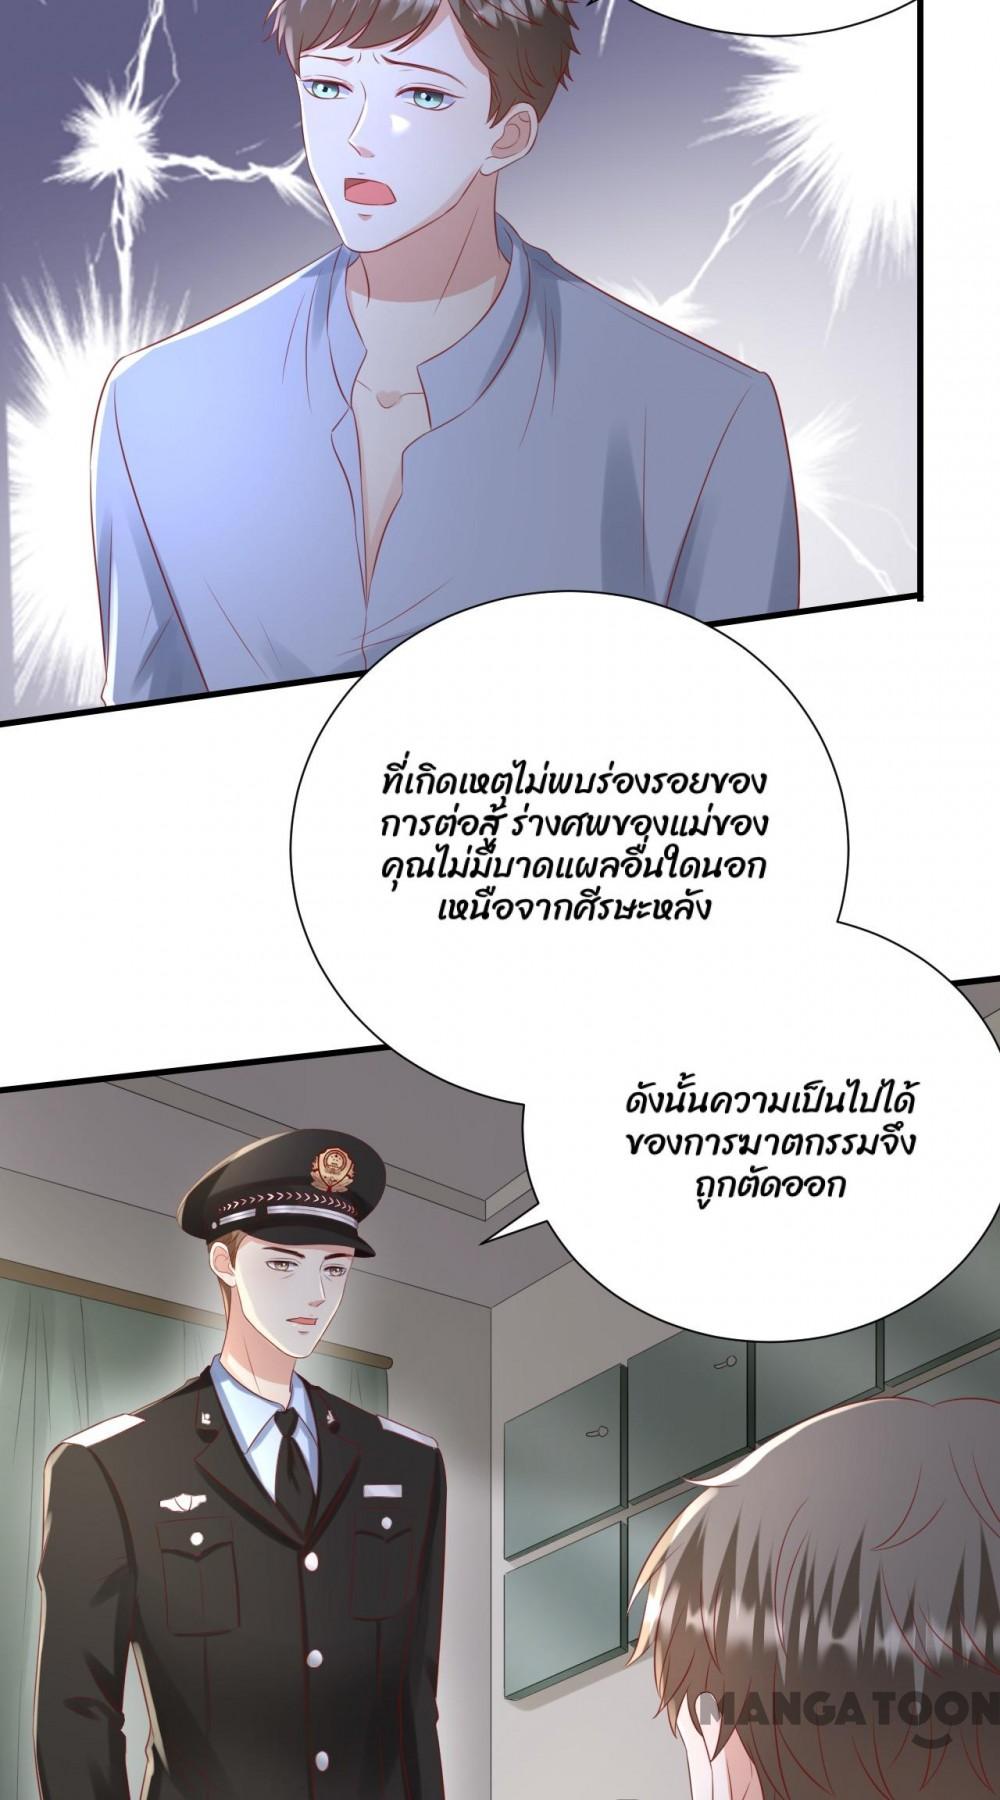 ที่เกิดเหตุไม่พบร่องรอยของ
การต่อสู้ ร่างศพของแม่ของ
คุณไม่มีบาดแผลอื่นใดนอก
เหนือจากศีรษะหลัง
ดังนั้นความเป็นไปได้
ของการฆาตกรรมจึง
ถูกตัดออก
MANGATOON